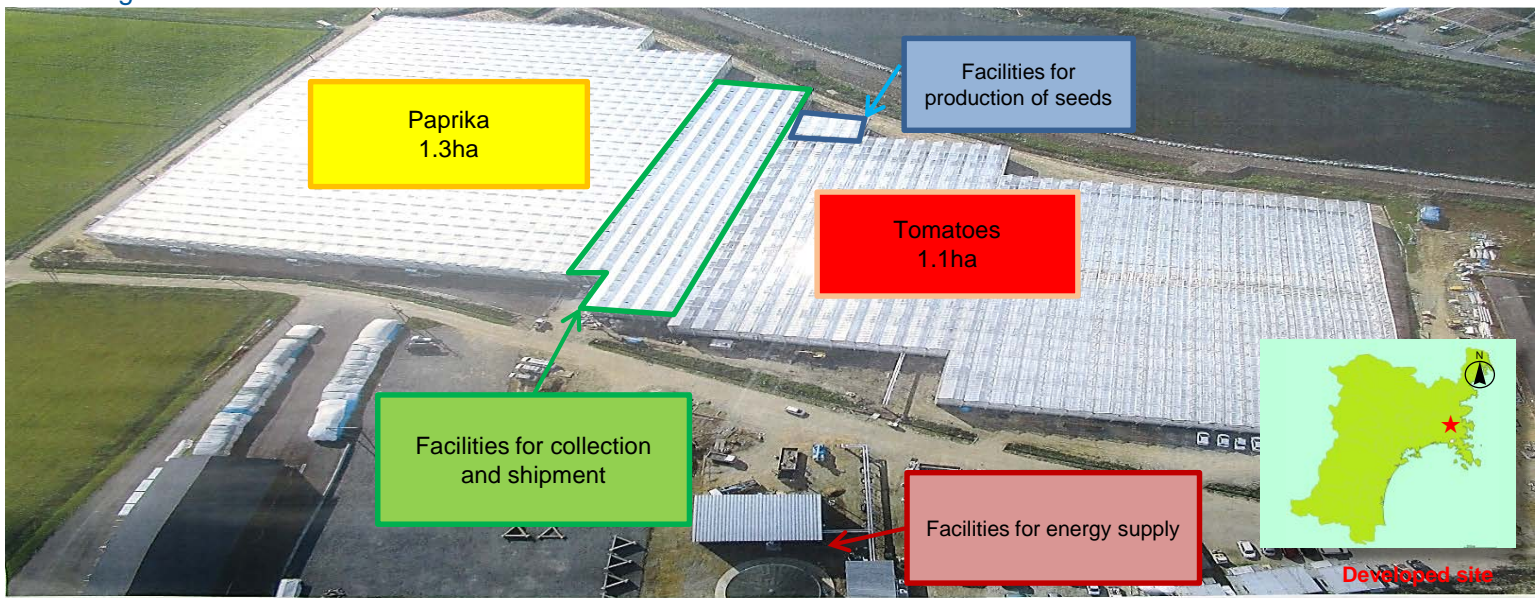 Paprika
1.3ha
Facilities for
production of seeds
Tomatoes
1.1ha
Facilities for collection
and shipment
Facilities for energy supply
N
Developed site